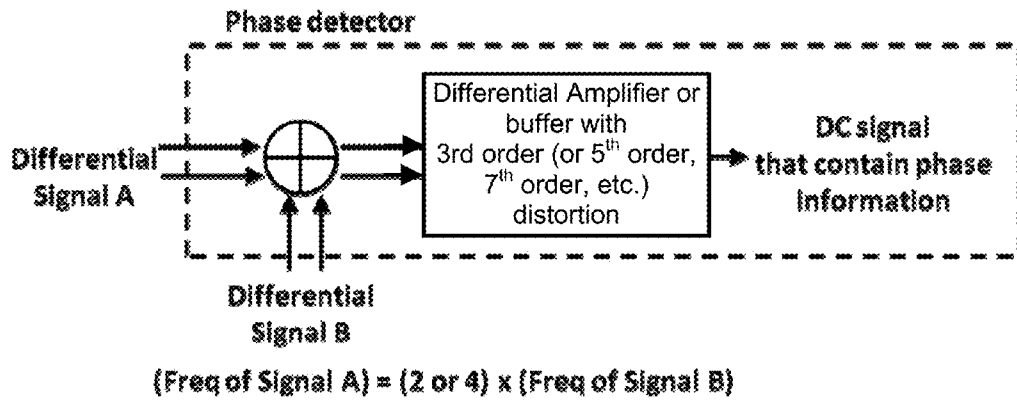 Phase detector
Differential
Signal A
Differential Amplifier or
buffer with
3rd order (or 5th order,
7th order, etc.)
distortion
DC signal
that contain phase
information
Differential
Signal B
(Freq of Signal A) = (2 or 4) x (Freq of Signal B)